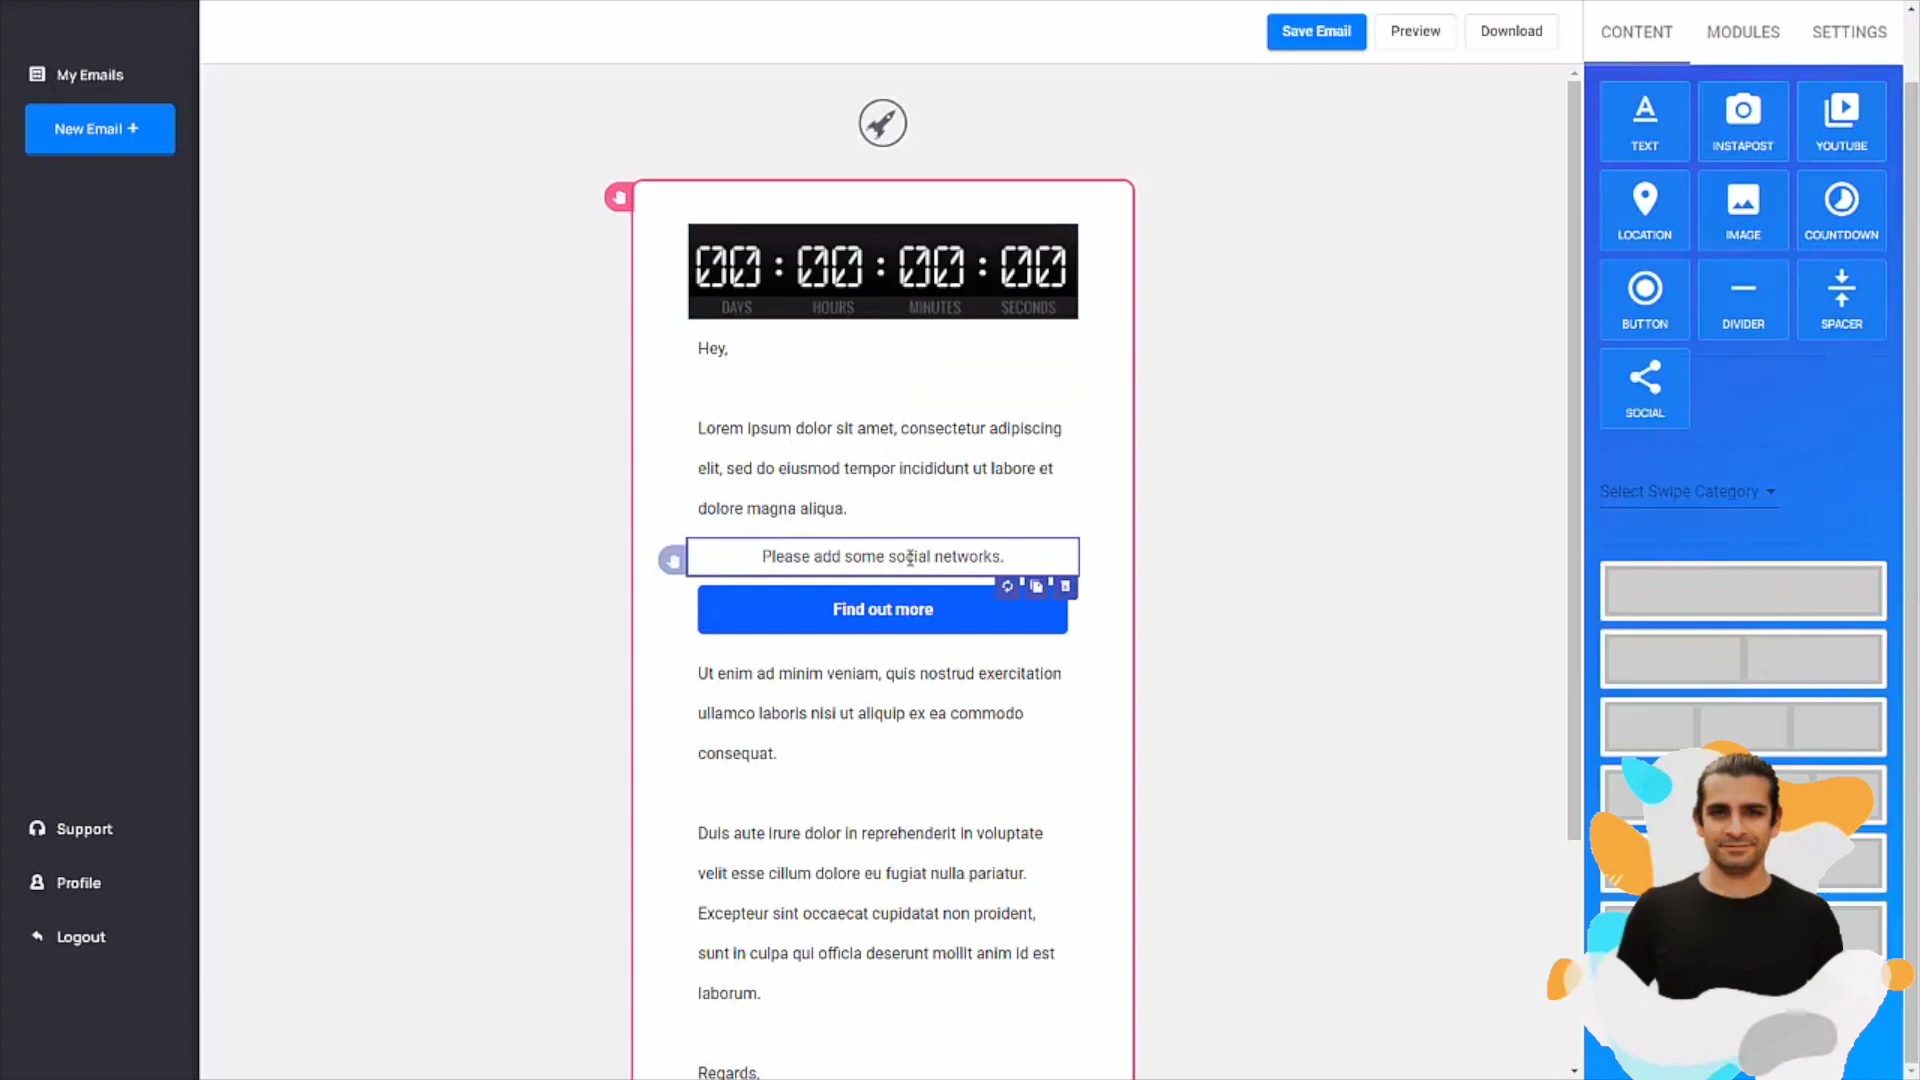 Save Email
Preview
Download
CONTENT
MODULES
SETTINGS
My Emails
New Email +
TEXT
INSTAPOST
YOUTUBE
LOCATION
IMAGE
COUNTDOWN
BUTTON
DIVIDER
SPACER
SOCIAL
Select Swipe Category
00 : 00 : 00 : 00
DAYS HOURS MINUTES SECONDS
Hey,
Lorem ipsum dolor sit amet, consectetur adipiscing
elit, sed do eiusmod tempor incididunt ut labore et
dolore magna aliqua.
Please add some social networks.
Find out more
Ut enim ad minim veniam, quis nostrud exercitation
ullamco laboris nisi ut aliquip ex ea commodo
consequat.
Duis aute irure dolor in reprehenderit in voluptate
velit esse cillum dolore eu fugiat nulla pariatur.
Excepteur sint occaecat cupidatat non proident,
sunt in culpa qui officia deserunt mollit anim id est
laborum.
Regards,
Support
Profile
Logout